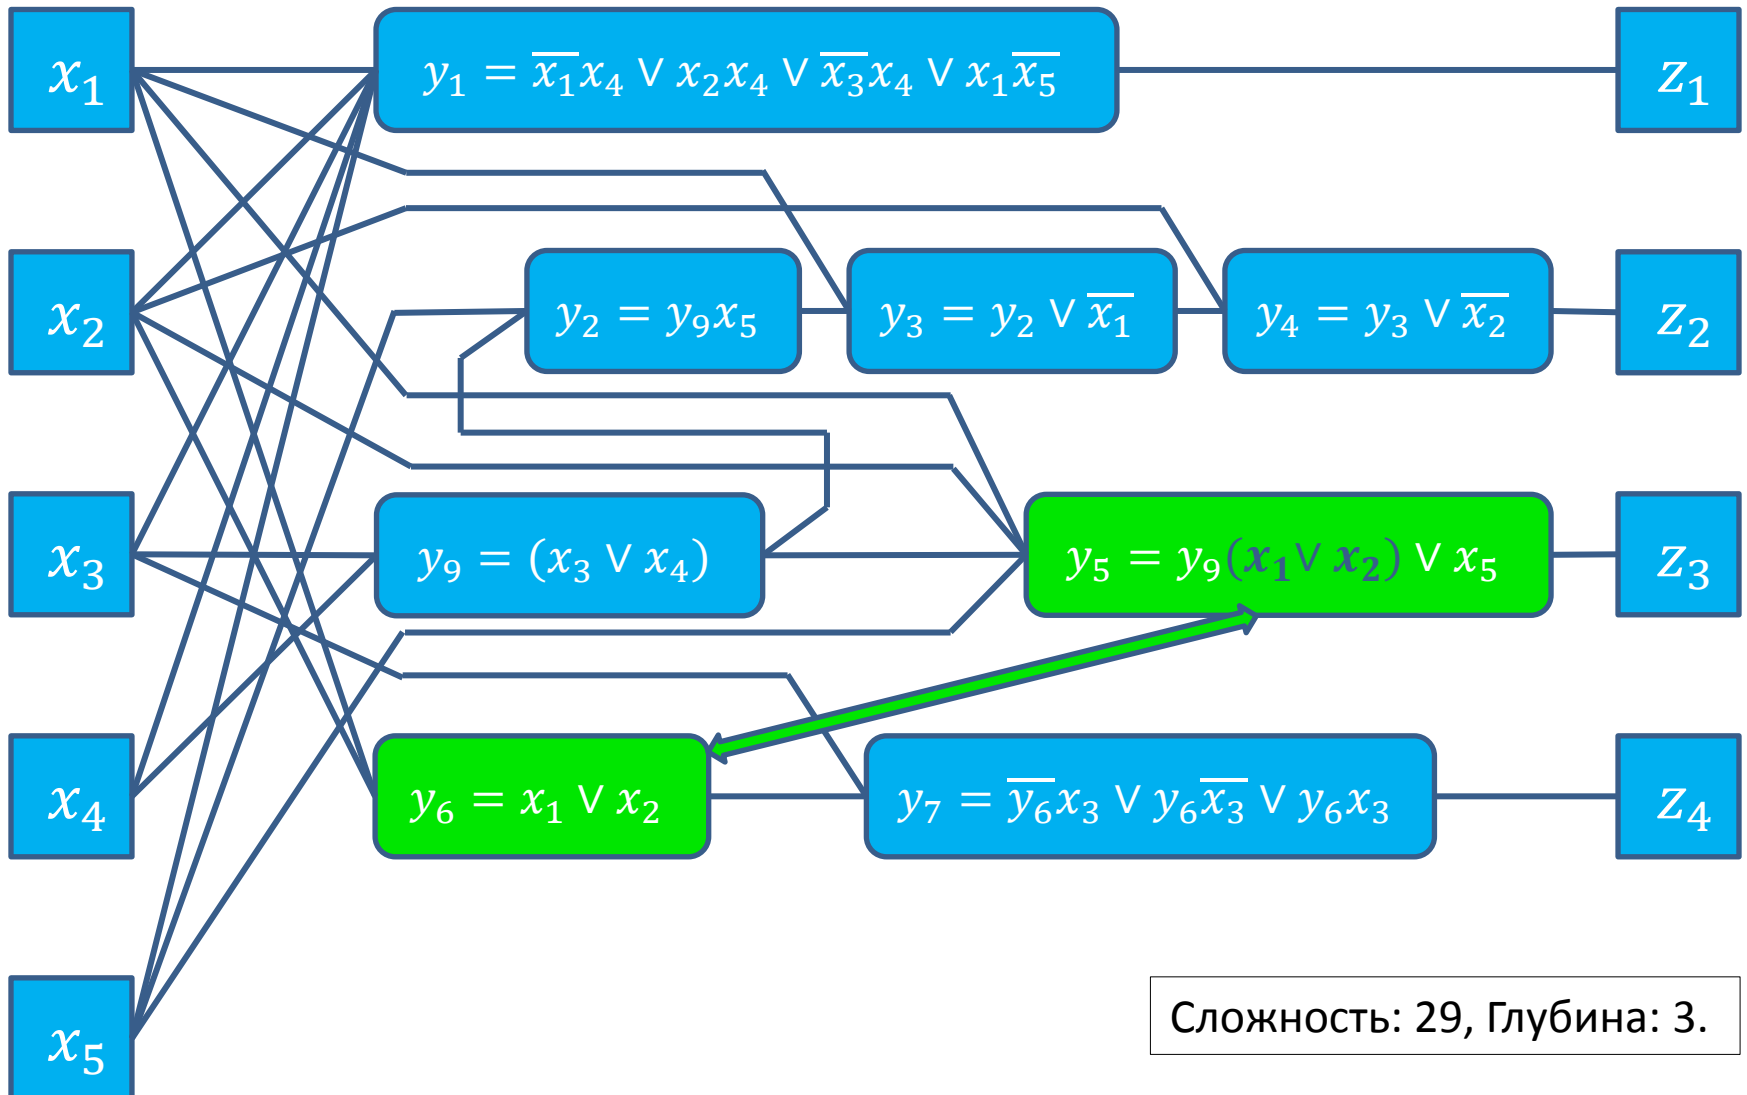 x₁
y₁ = x̅₁x₄ ∨ x₂x₄ ∨ x̅₃x₄ ∨ x₁x̅₅
z₁
x₂
y₂ = y₉x₅
y₃ = y₂ ∨ x̅₁
y₄ = y₃ ∨ x̅₂
z₂
x₃
y₉ = (x₃ ∨ x₄)
y₅ = y₉(x₁ ∨ x₂) ∨ x₅
z₃
x₄
y₆ = x₁ ∨ x₂
y₇ = y̅₆x₃ ∨ y₆x̅₃ ∨ y₆x₃
z₄
x₅
Сложность: 29, Глубина: 3.